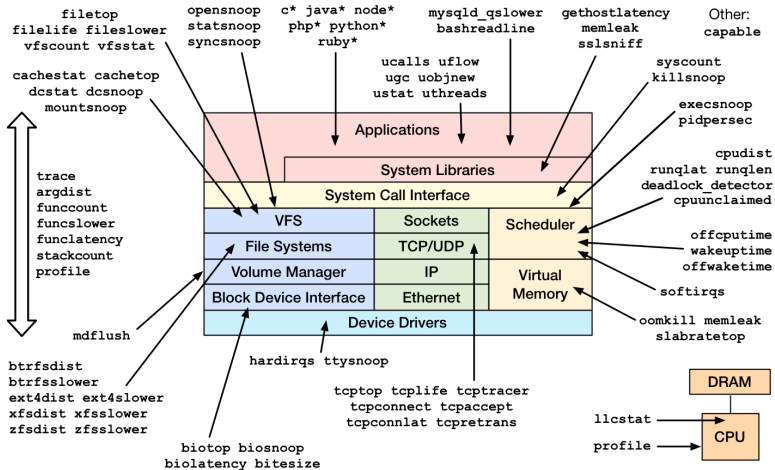 filetop
filelife fileslower
vfscount vfsstat
opensnoop
statsnoop
syncsnoop
c* java* node*
php* python*
ruby*
mysqld_qslower
bashreadline
gethostlatency
memleak
sslsniff
Other:
capable
cachestat cachetop
dcstat dcsnoop
mountsnoop
ucalls uflow
ugc uobjnew
ustat uthreads
syscount
killsnoop
execsnoop
pidpersec
trace
argdist
funccount
funcslower
funclatency
stackcount
profile
Applications
System Libraries
System Call Interface
VFS
Sockets
Scheduler
File Systems
TCP/UDP
Volume Manager
IP
Virtual
Memory
Block Device Interface
Ethernet
Device Drivers
cpudist
runqlat runqlen
deadlock_detector
cpuunclaimed
offcputime
wakeuptime
offwaketime
softirqs
oomkill memleak
slabratetop
mdflush
hardirqs ttysnoop
btrfsdist
btrfsslower
ext4dist ext4slower
xfsdist xfsslower
zfsdist zfsslower
tcptop tcplife tcptracer
tcpconnect tcpaccept
tcpconnlat tcpretrans
biotop biosnoop
biolatency bitesize
DRAM
llcstat
CPU
profile